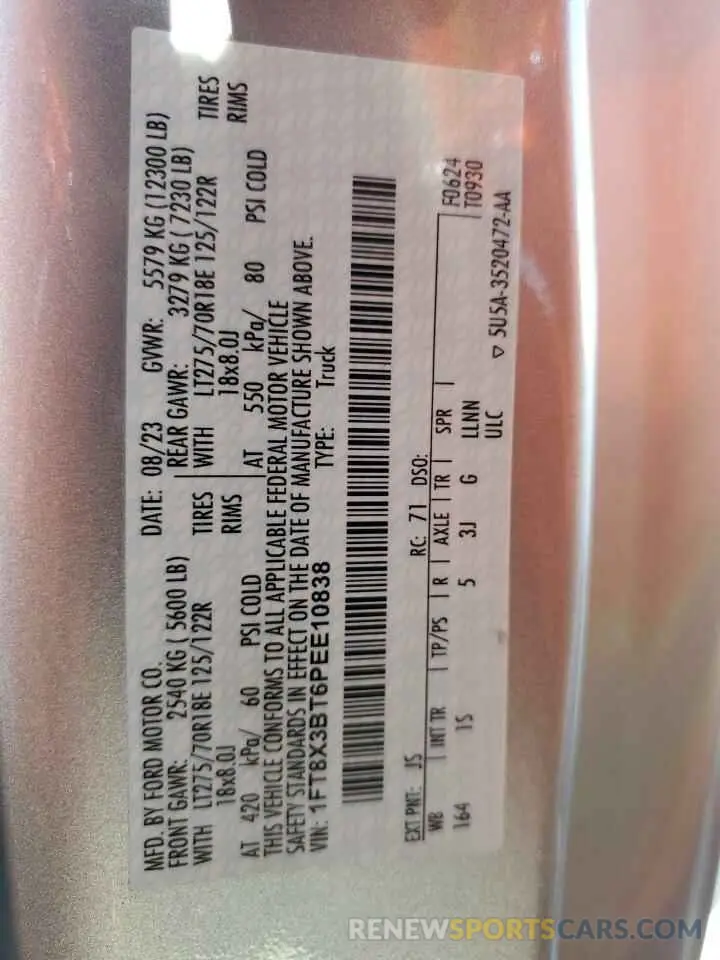 MFD. BY FORD MOTOR CO. DATE: 08/23 GVWR: 5579 KG (12300 LB)
FRONT GAWR: 2540 KG ( 5600 LB) REAR GAWR: 3279 KG ( 7230 LB)
WITH LT275/70R18E 125/122R TIRES WITH LT275/70R18E 125/122R TIRES
18x8.0J RIMS 18x8.0J RIMS
AT 420 kPa/ 60 PSI COLD AT 550 kPa/ 80 PSI COLD
THIS VEHICLE CONFORMS TO ALL APPLICABLE FEDERAL MOTOR VEHICLE
SAFETY STANDARDS IN EFFECT ON THE DATE OF MANUFACTURE SHOWN ABOVE.
VIN: 1FT8X3BT6PEE10838 TYPE: Truck
EXT PNT: JS RC: 71 DSO:
WB INT TR TP/PS R AXLE TR SPR F0624
164 1S 5 3J G LLNN T0930
ULC
▽ 5U5A-3520472-AA
RENEWSPORTSCARS.COM